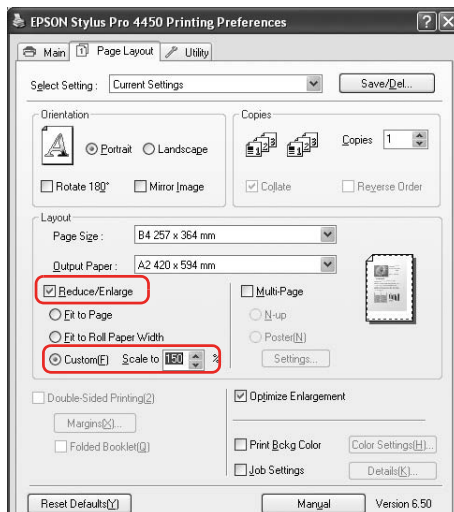 EPSON Stylus Pro 4450 Printing Preferences
Main Page Layout Utility
Select Setting : Current Settings Save/Del...
Orientation Copies
A Portrait Landscape Copies 1
Rotate 180° Mirror Image Collate Reverse Order
Layout
Page Size : B4 257 x 364 mm
Output Paper : A2 420 x 594 mm
Reduce/Enlarge Multi-Page
Fit to Page N-up
Fit to Roll Paper Width Poster(N)
Custom(F) Scale to 150 % Settings...
Double-Sided Printing(2) Optimize Enlargement
Margins(X)...
Folded Booklet(Q) Print Bckg Color Color Settings(H)...
Job Settings Details(K)...
Reset Defaults(Y) Manual Version 6.50